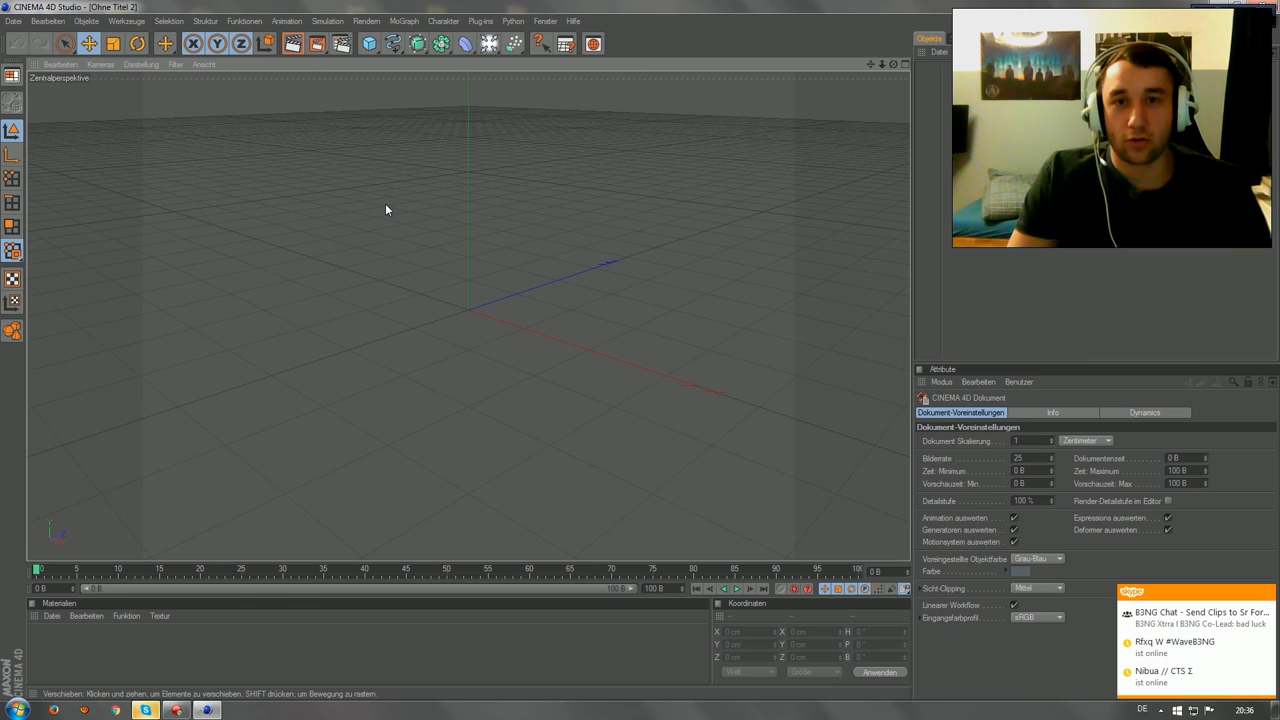 CINEMA 4D Studio - [Ohne Titel 2]
Datei Bearbeiten Objekte Werkzeuge Selektion Struktur Funktionen Animation Simulation Rendern MoGraph Charakter Plug-ins Python Fenster Hilfe
Bearbeiten Kameras Darstellung Filter Ansicht
Zentralperspektive
Objekte
Datei
X Y Z
Y
Z
Attribute
Modus Bearbeiten Benutzer
CINEMA 4D Dokument
Dokument-Voreinstellungen Info Dynamics
Dokument-Voreinstellungen
Dokument Skalierung 1 Zentimeter
Bilderrate 25 Dokumentenzeit 0 B
Zeit: Minimum 0 B Zeit: Maximum 100 B
Vorschauzeit: Min 0 B Vorschauzeit: Max 100 B
Detailstufe 100 % Render-Detailstufe im Editor
Animation auswerten Expressions auswerten
Generatoren auswerten Deformer auswerten
Motionsystem auswerten
Voreingestellte Objektfarbe Grau-Blau
Farbe
Sicht-Clipping Mittel
Linearer Workflow
Eingangsfarbprofil sRGB
0 5 10 15 20 25 30 35 40 45 50 55 60 65 70 75 80 85 90 95 100 0 B
0 B 0 B 100 B 100 B
Materialien
Datei Bearbeiten Funktion Textur
Koordinaten
X 0 cm X 0 cm H 0 °
Y 0 cm Y 0 cm P 0 °
Z 0 cm Z 0 cm B 0 °
Welt Größe Anwenden
MAXON
CINEMA 4D
Verschieben: Klicken und ziehen, um Elemente zu verschieben. SHIFT drücken, um Bewegung zu rastern.
skype
B3NG Chat - Send Clips to Sr For...
B3NG Xtrra I B3NG Co-Lead: bad luck
Rfxq W #WaveB3NG
ist online
Nibua // CTS Σ
ist online
DE 20:36